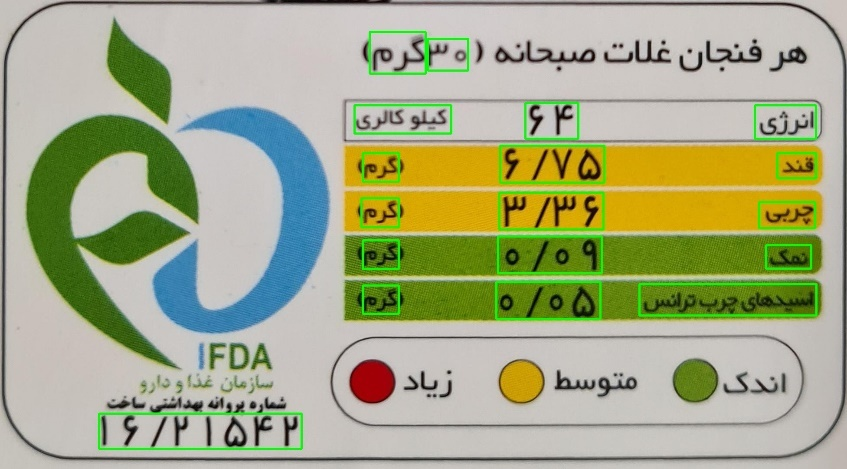 هر فنجان غلات صبحانه (۳۰گرم)
انرژی ۶۴ کیلو کالری
قند ۶/۷۵ (گرم)
چربی ۳/۳۶ (گرم)
نمک ۰/۰۹ (گرم)
اسیدهای چرب ترانس ۰/۰۵ (گرم)
اندک متوسط زیاد
IFDA
سازمان غذا و دارو
شماره پروانه بهداشتی ساخت
۱۶/۲۱۵۴۲